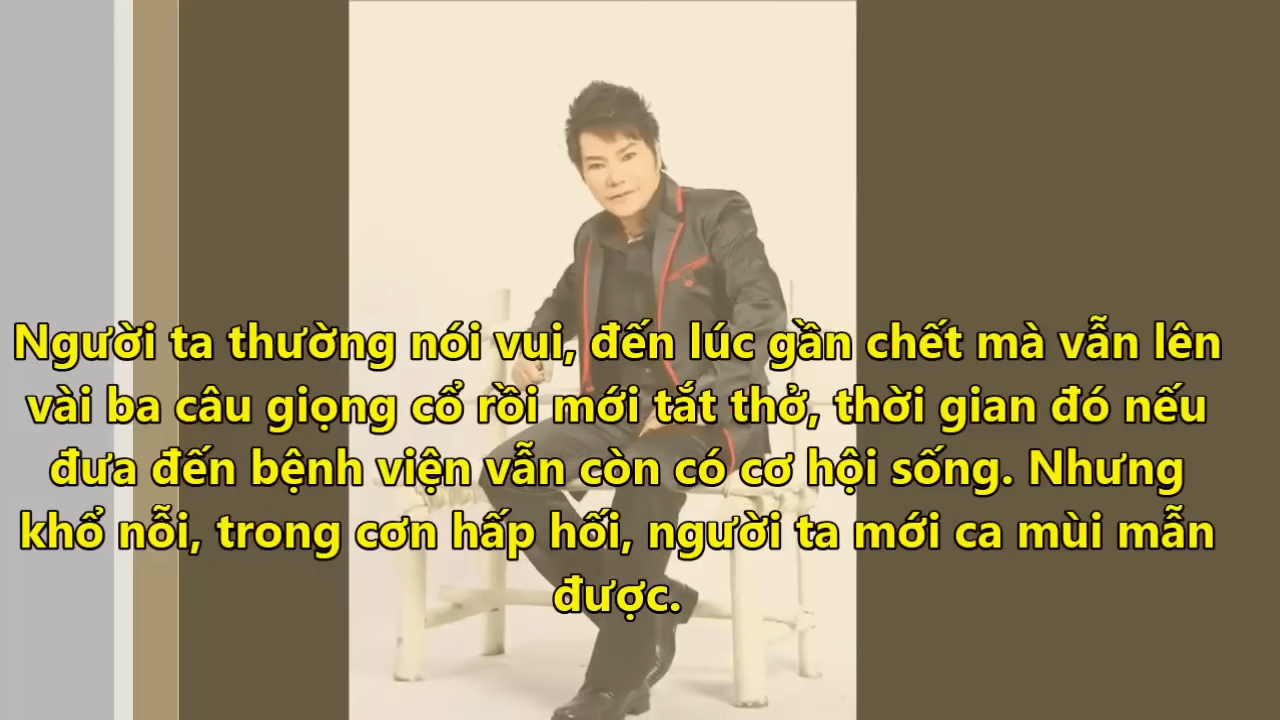 Người ta thường nói vui, đến lúc gần chết mà vẫn lên
vài ba câu giọng cổ rồi mới tắt thở, thời gian đó nếu
đưa đến bệnh viện vẫn còn có cơ hội sống. Nhưng
khổ nỗi, trong cơn hấp hối, người ta mới ca mùi mẫn
được.